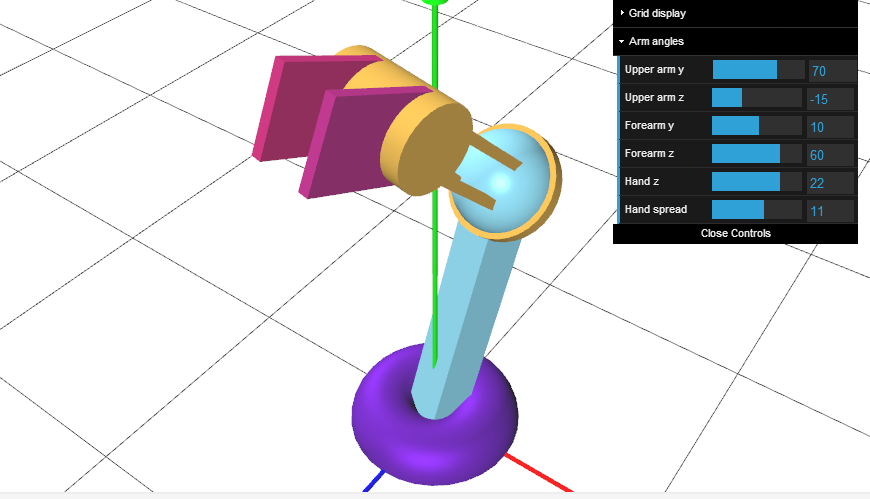 Grid display
Arm angles
Upper arm y 70
Upper arm z -15
Forearm y 10
Forearm z 60
Hand z 22
Hand spread 11
Close Controls